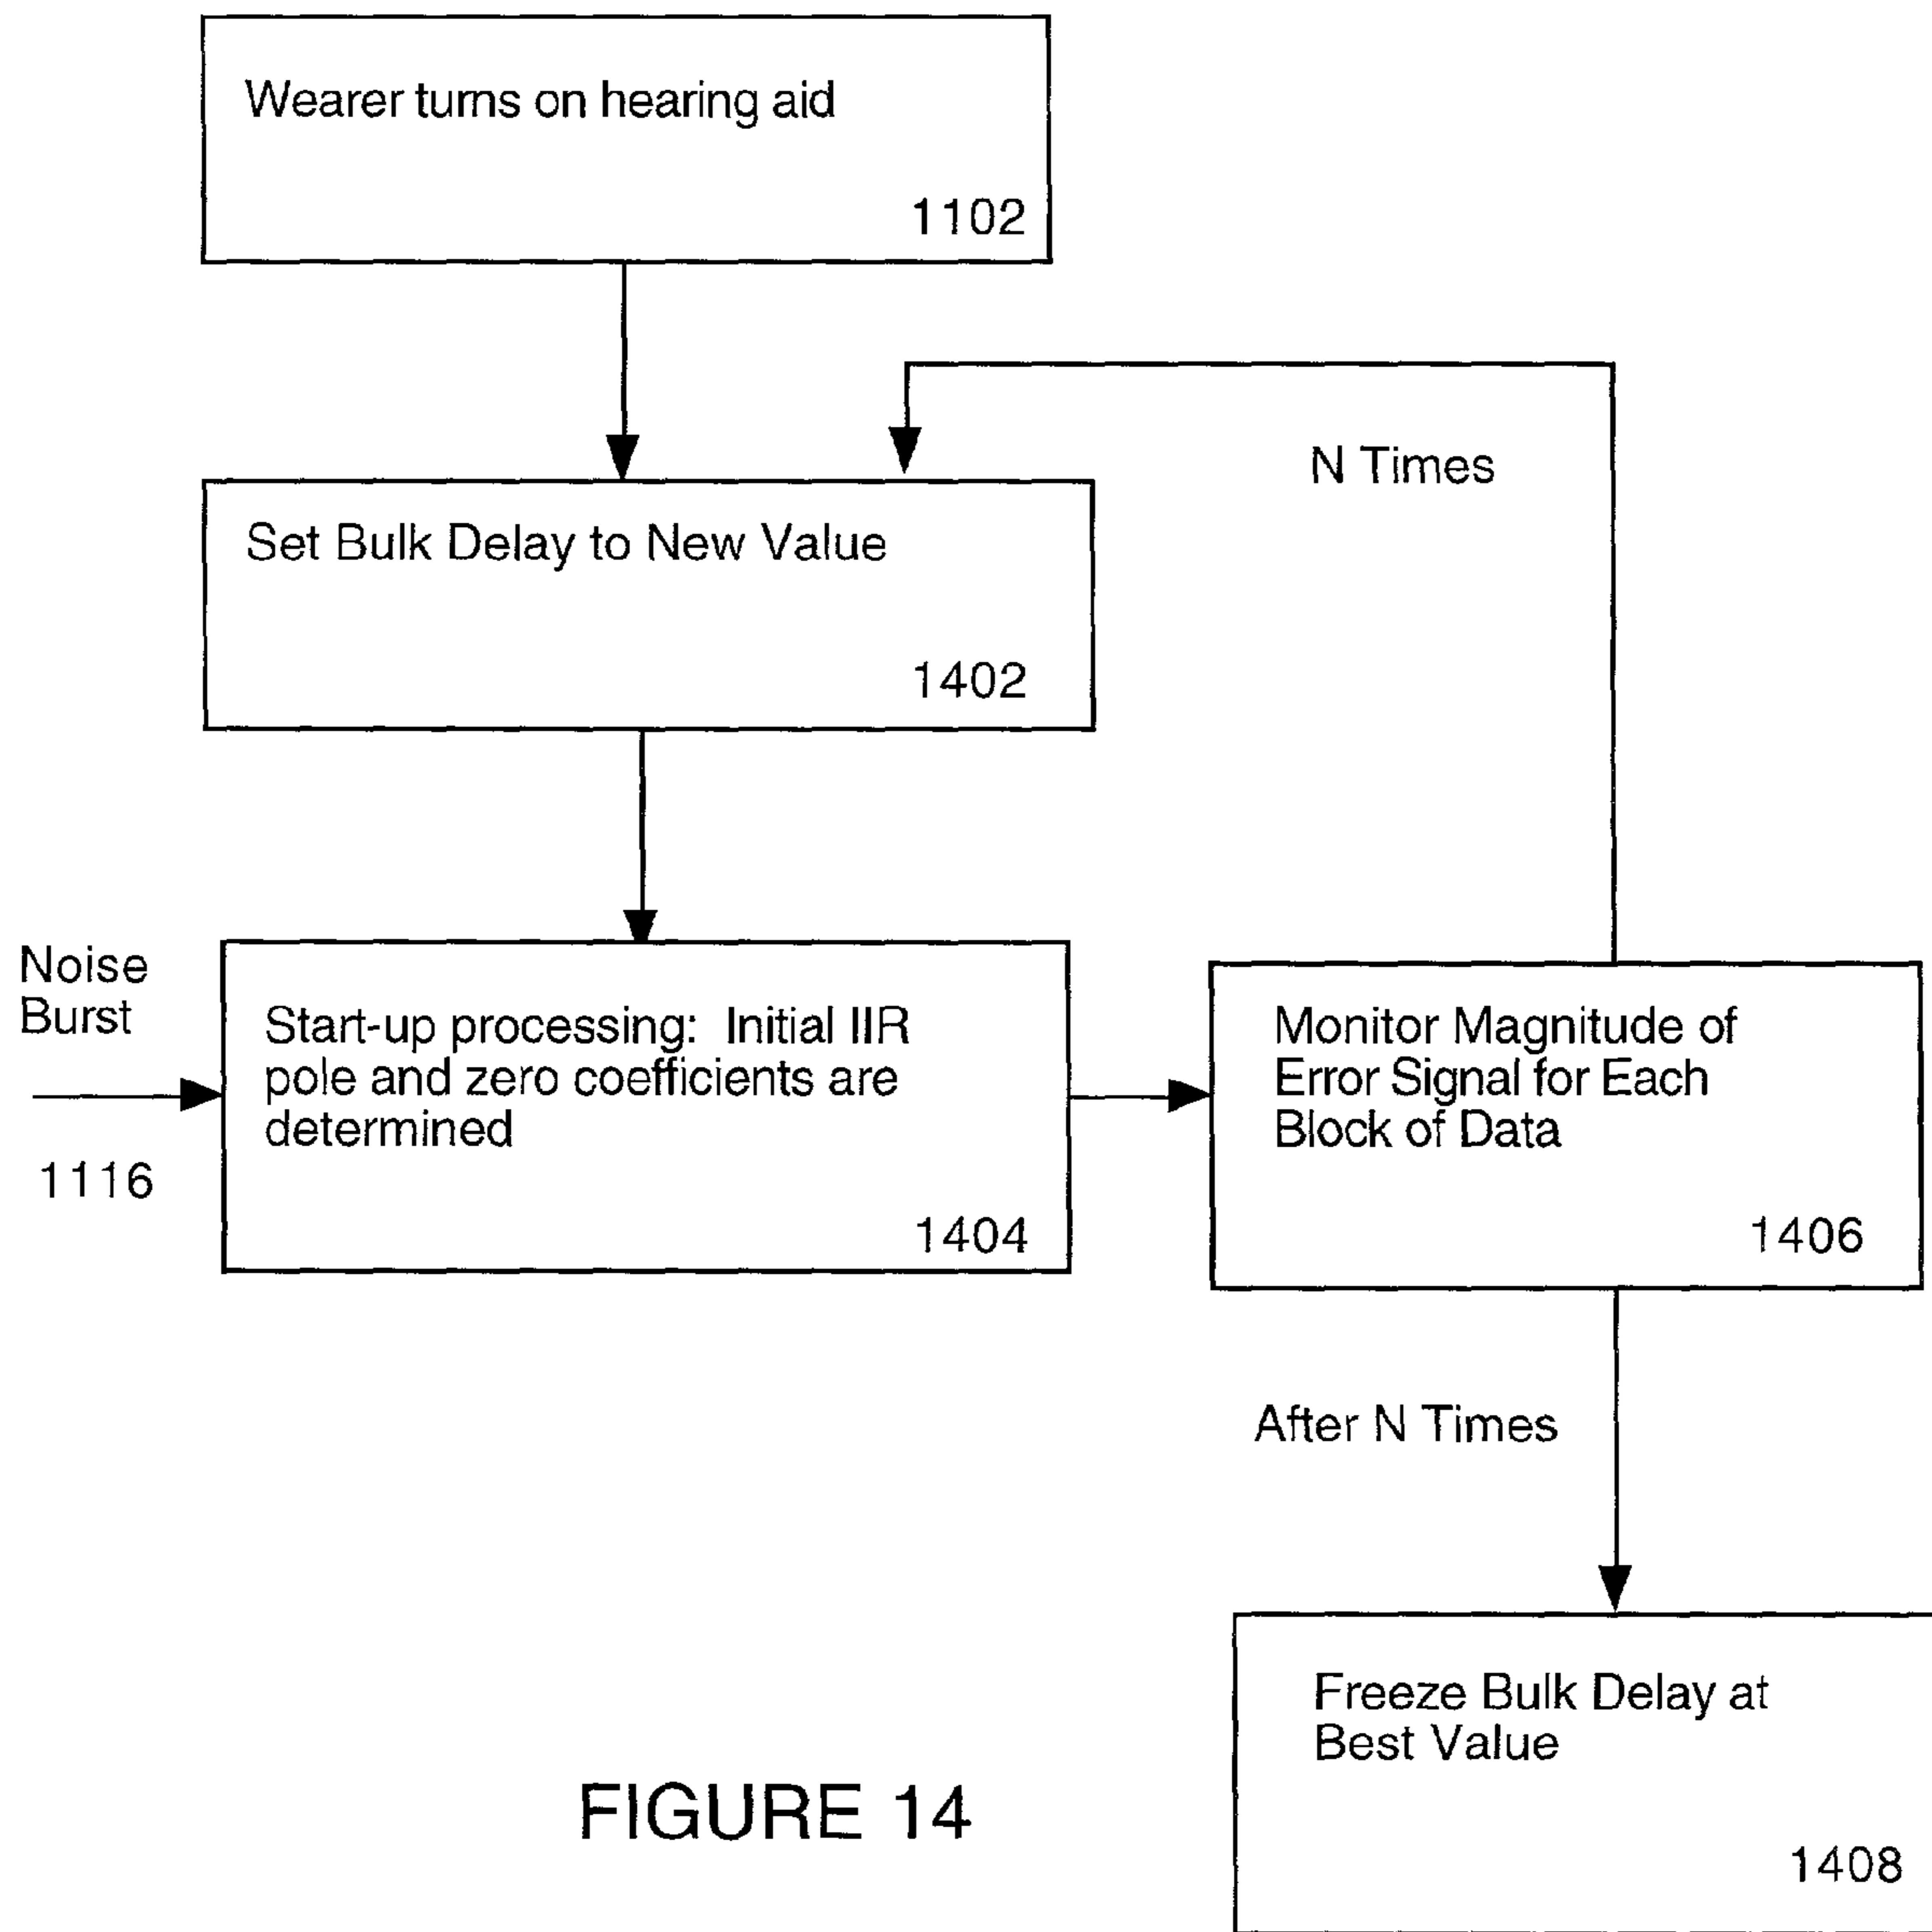 Wearer turns on hearing aid
1102
N Times
Set Bulk Delay to New Value
1402
Noise
Burst
1116
Start-up processing: Initial IIR
pole and zero coefficients are
determined
1404
Monitor Magnitude of
Error Signal for Each
Block of Data
1406
After N Times
Freeze Bulk Delay at
Best Value
1408
FIGURE 14